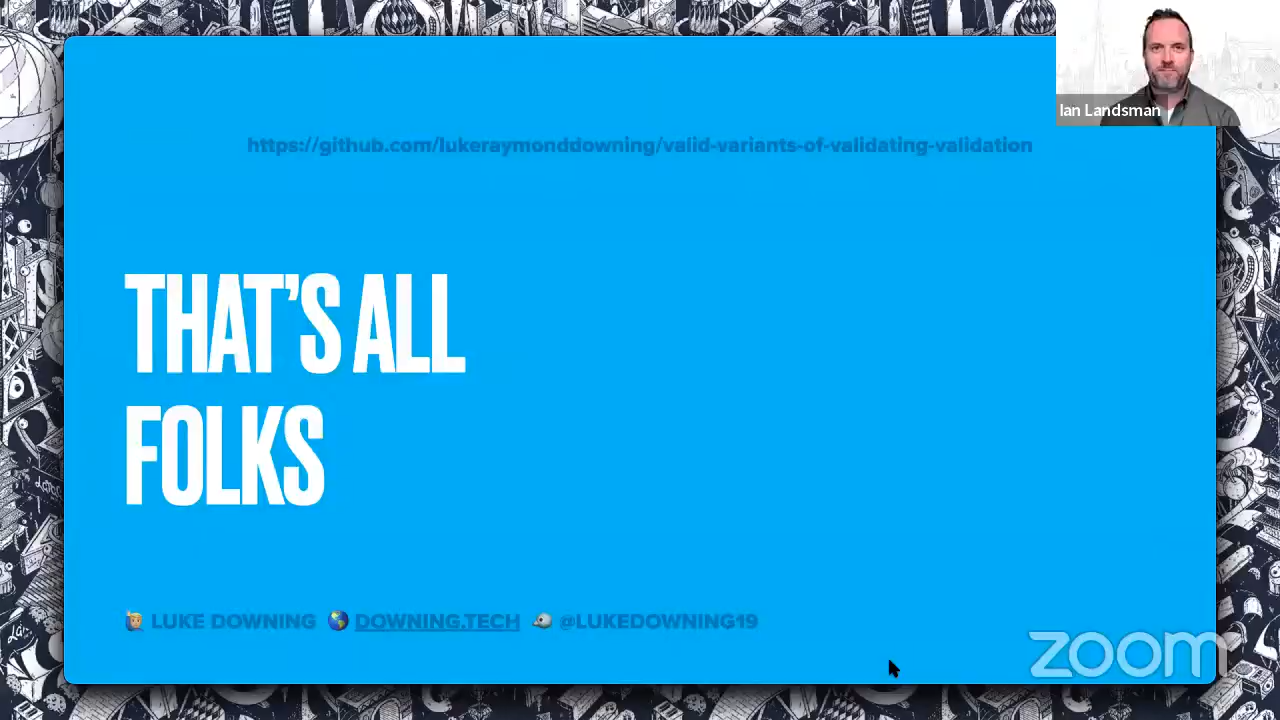 Ian Landsman
https://github.com/lukeraymonddowning/valid-variants-of-validating-validation
THAT'S ALL
FOLKS
LUKE DOWNING DOWNING.TECH @LUKEDOWNING19
zoom